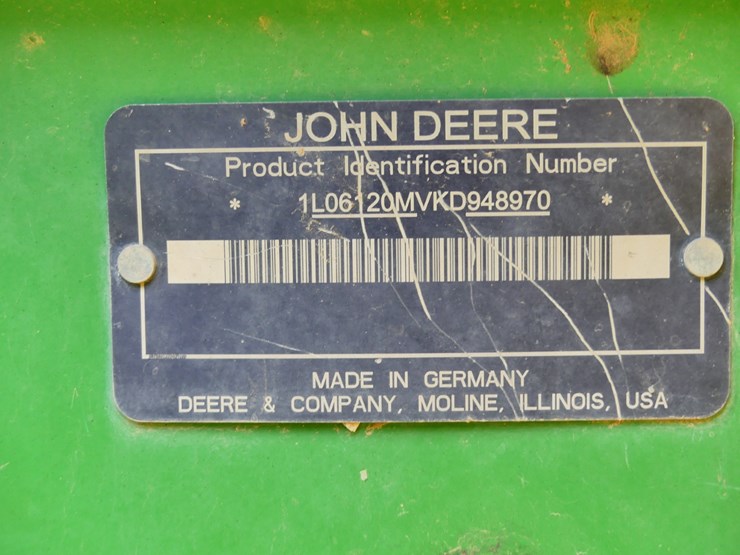 JOHN DEERE
Product Identification Number
* 1L06120MVKD948970 *
MADE IN GERMANY
DEERE & COMPANY, MOLINE, ILLINOIS, USA